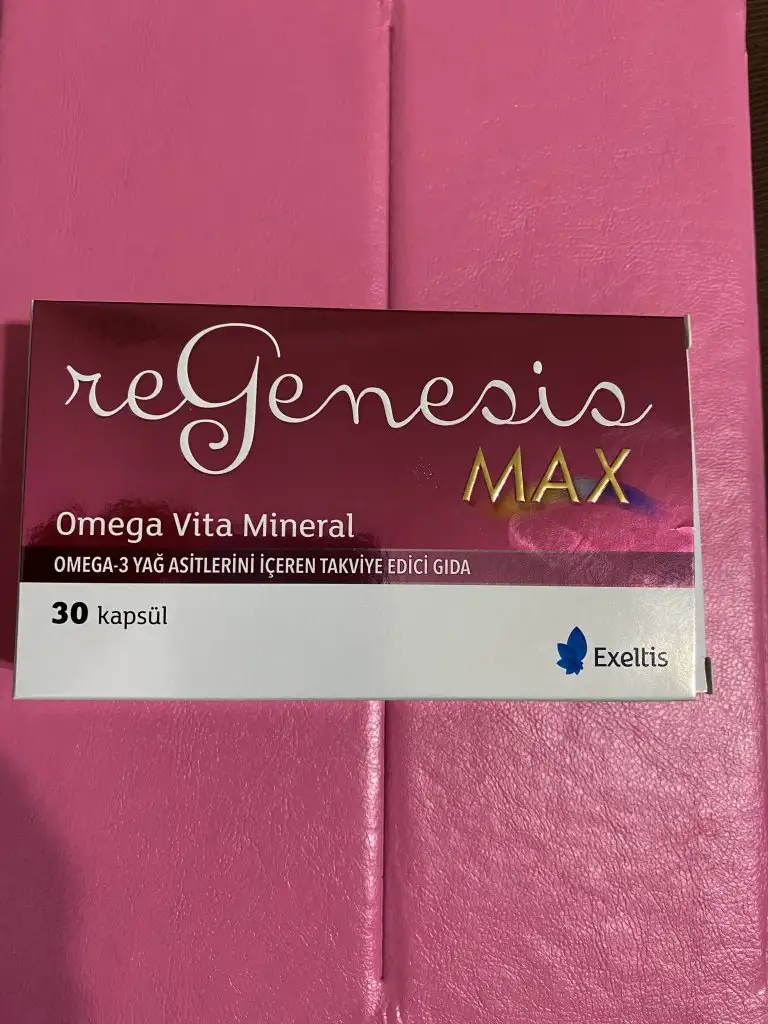 reGenesis
MAX
Omega Vita Mineral
OMEGA-3 YAĞ ASİTLERİNİ İÇEREN TAKVİYE EDİCİ GIDA
30 kapsül
Exeltis